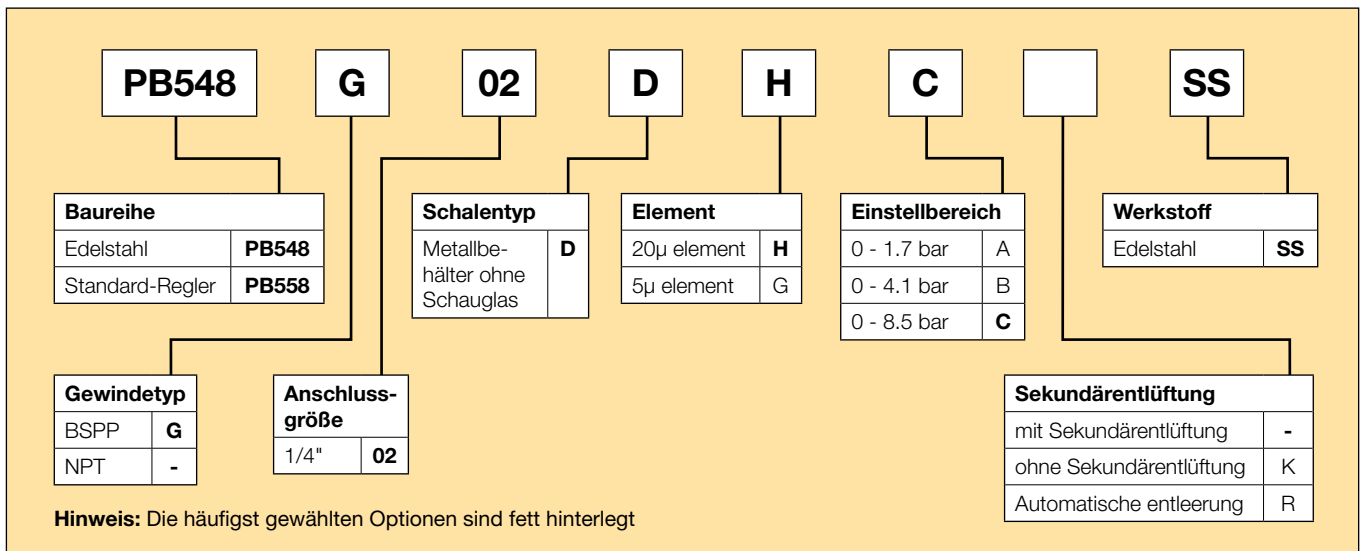 PB548 G 02 D H C SS
Baureihe
Edelstahl PB548
Standard-Regler PB558
Schalentyp
Metallbe-
hälter ohne
Schauglas
D
Element
20µ element H
5µ element G
Einstellbereich
0 - 1.7 bar A
0 - 4.1 bar B
0 - 8.5 bar C
Werkstoff
Edelstahl SS
Gewindetyp
BSPP G
NPT -
Anschluss-
größe
1/4" 02
Sekundärentlüftung
mit Sekundärentlüftung -
ohne Sekundärentlüftung K
Automatische entleerung R
Hinweis: Die häufigst gewählten Optionen sind fett hinterlegt